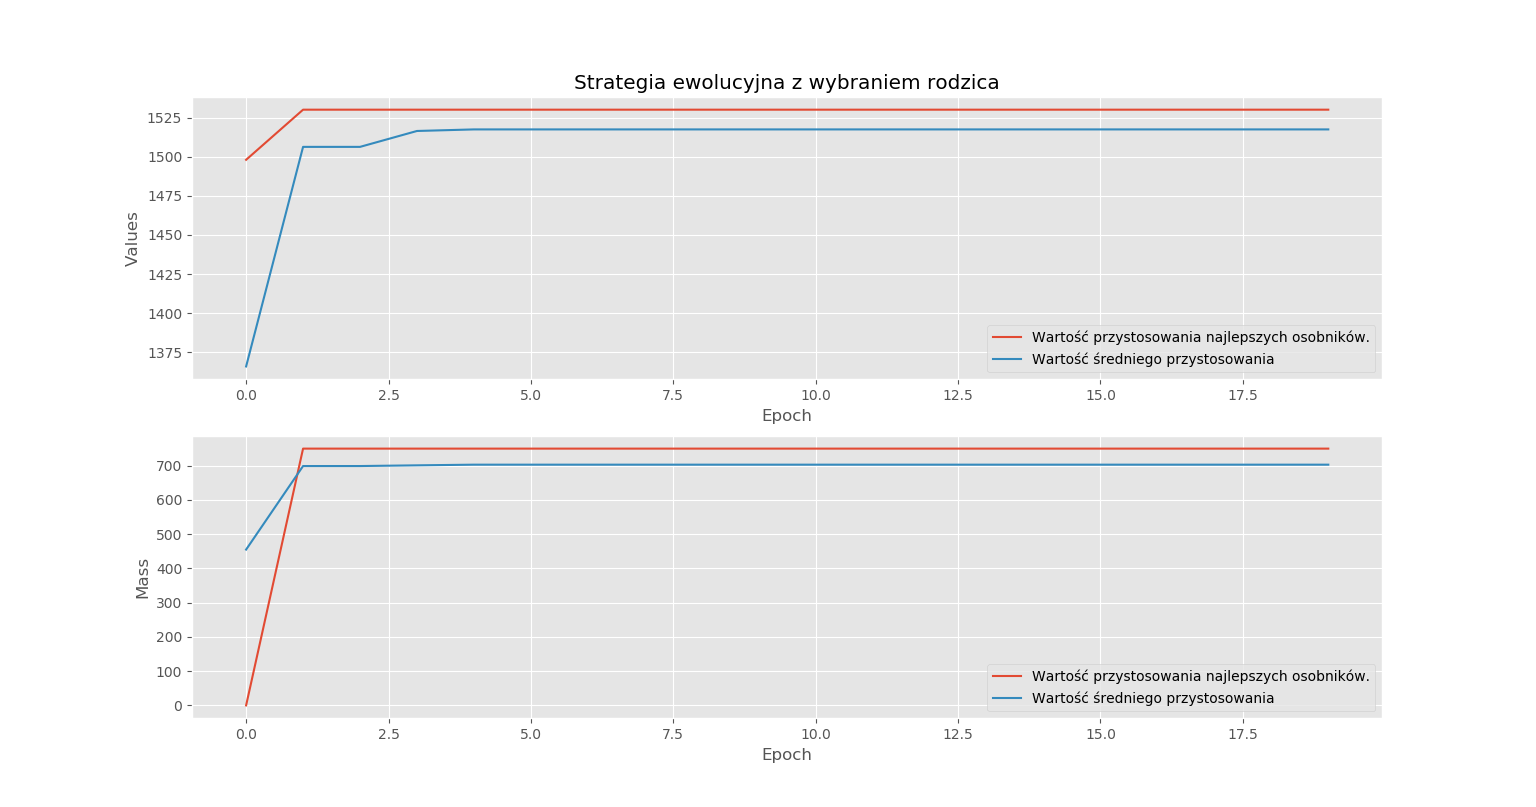 Strategia ewolucyjna z wybraniem rodzica
1525
1500
1475
1450
1425
1400
1375
Values
Wartość przystosowania najlepszych osobników.
Wartość średniego przystosowania
0.0 2.5 5.0 7.5 10.0 12.5 15.0 17.5
Epoch
700
600
500
400
300
200
100
0
Mass
Wartość przystosowania najlepszych osobników.
Wartość średniego przystosowania
0.0 2.5 5.0 7.5 10.0 12.5 15.0 17.5
Epoch